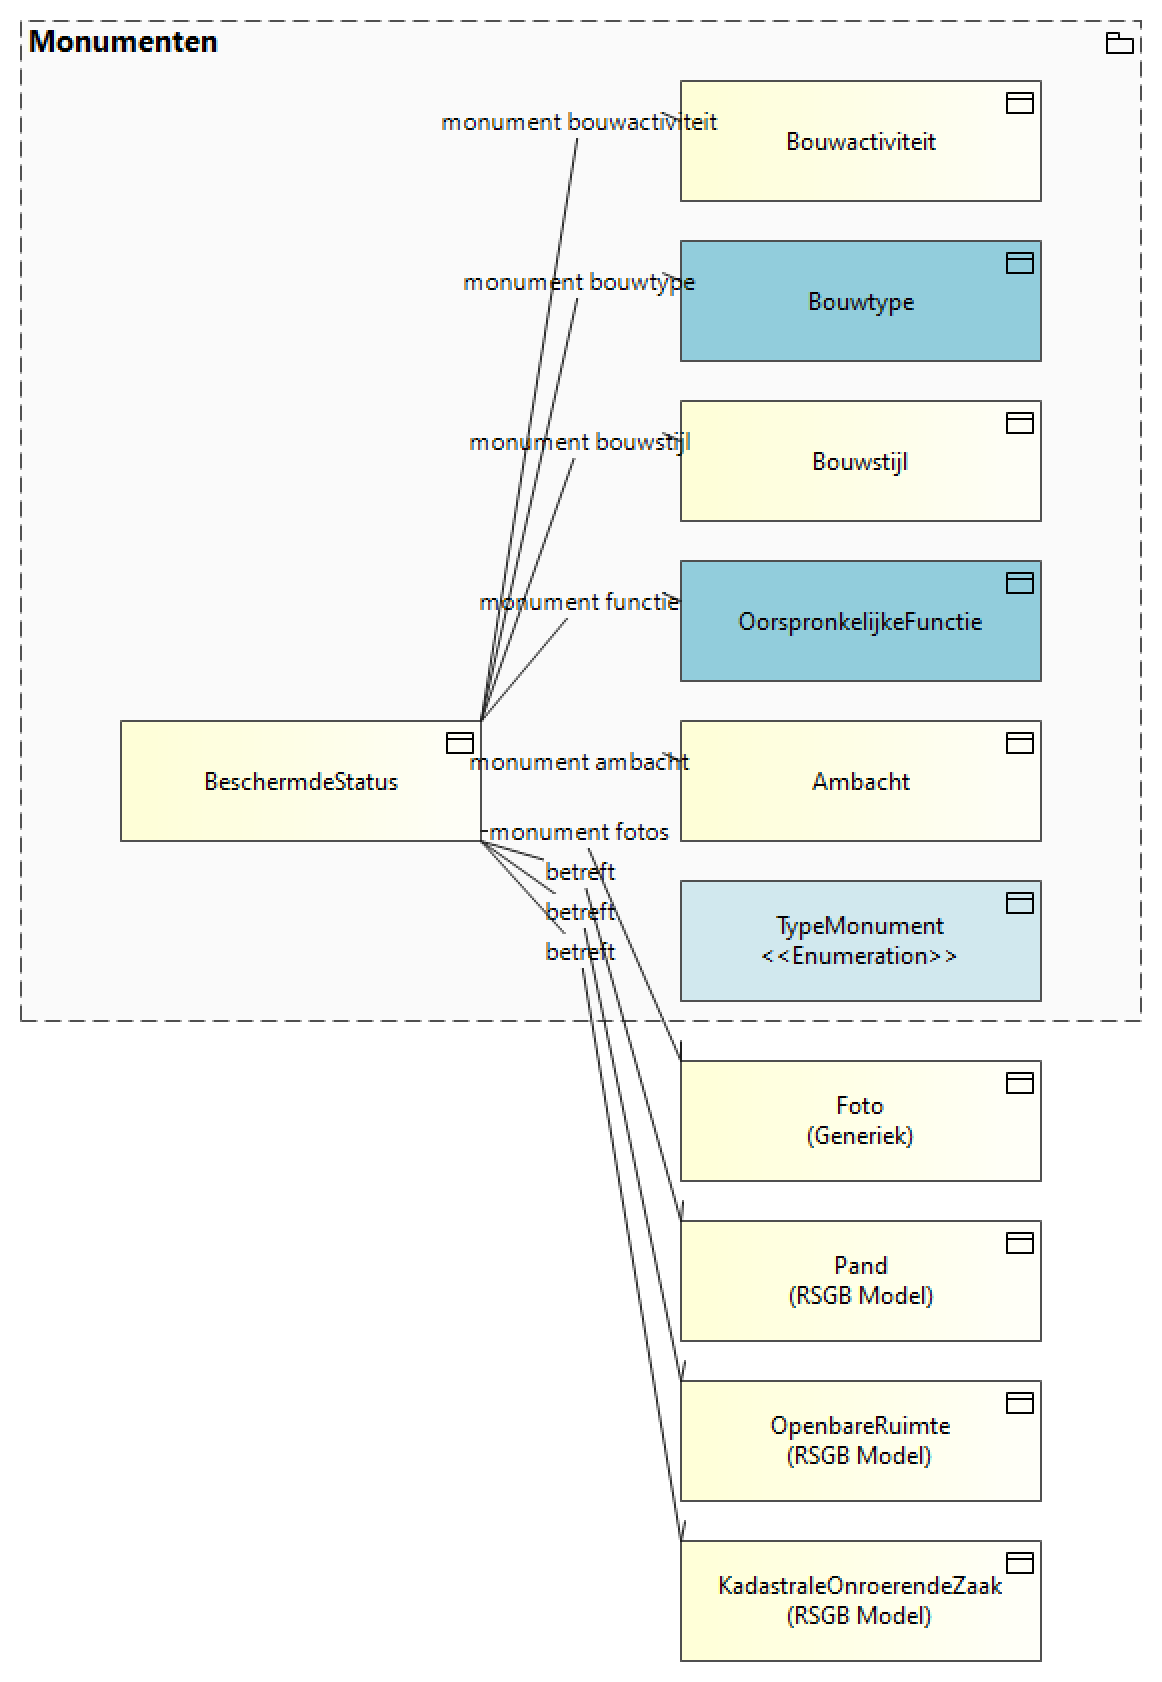 Monumenten
monument bouwactiviteit
Bouwactiviteit
monument bouwtype
Bouwtype
monument bouwstijl
Bouwstijl
monument functie
OorspronkelijkeFunctie
BeschermdeStatus
monument ambacht
Ambacht
monument fotos
betreft
betreft
betreft
TypeMonument
<<Enumeration>>
Foto
(Generiek)
Pand
(RSGB Model)
OpenbareRuimte
(RSGB Model)
KadastraleOnroerendeZaak
(RSGB Model)